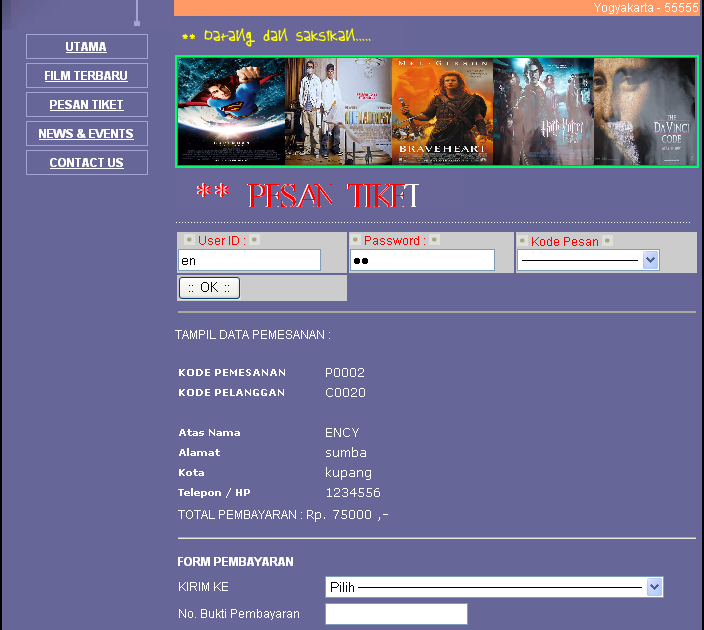 Yogyakarta - 55555
UTAMA
FILM TERBARU
PESAN TIKET
NEWS & EVENTS
CONTACT US
** Datang dan saksikan.....
MEL GIBSON
BRAVEHEART
Harry Potter
THE
DAVINCI
CODE
** PESAN TIKET
User ID : Password : Kode Pesan
en ●●
:: OK ::
TAMPIL DATA PEMESANAN :
KODE PEMESANAN P0002
KODE PELANGGAN C0020
Atas Nama ENCY
Alamat sumba
Kota kupang
Telepon / HP 1234556
TOTAL PEMBAYARAN : Rp. 75000 ,-
FORM PEMBAYARAN
KIRIM KE Pilih
No. Bukti Pembayaran